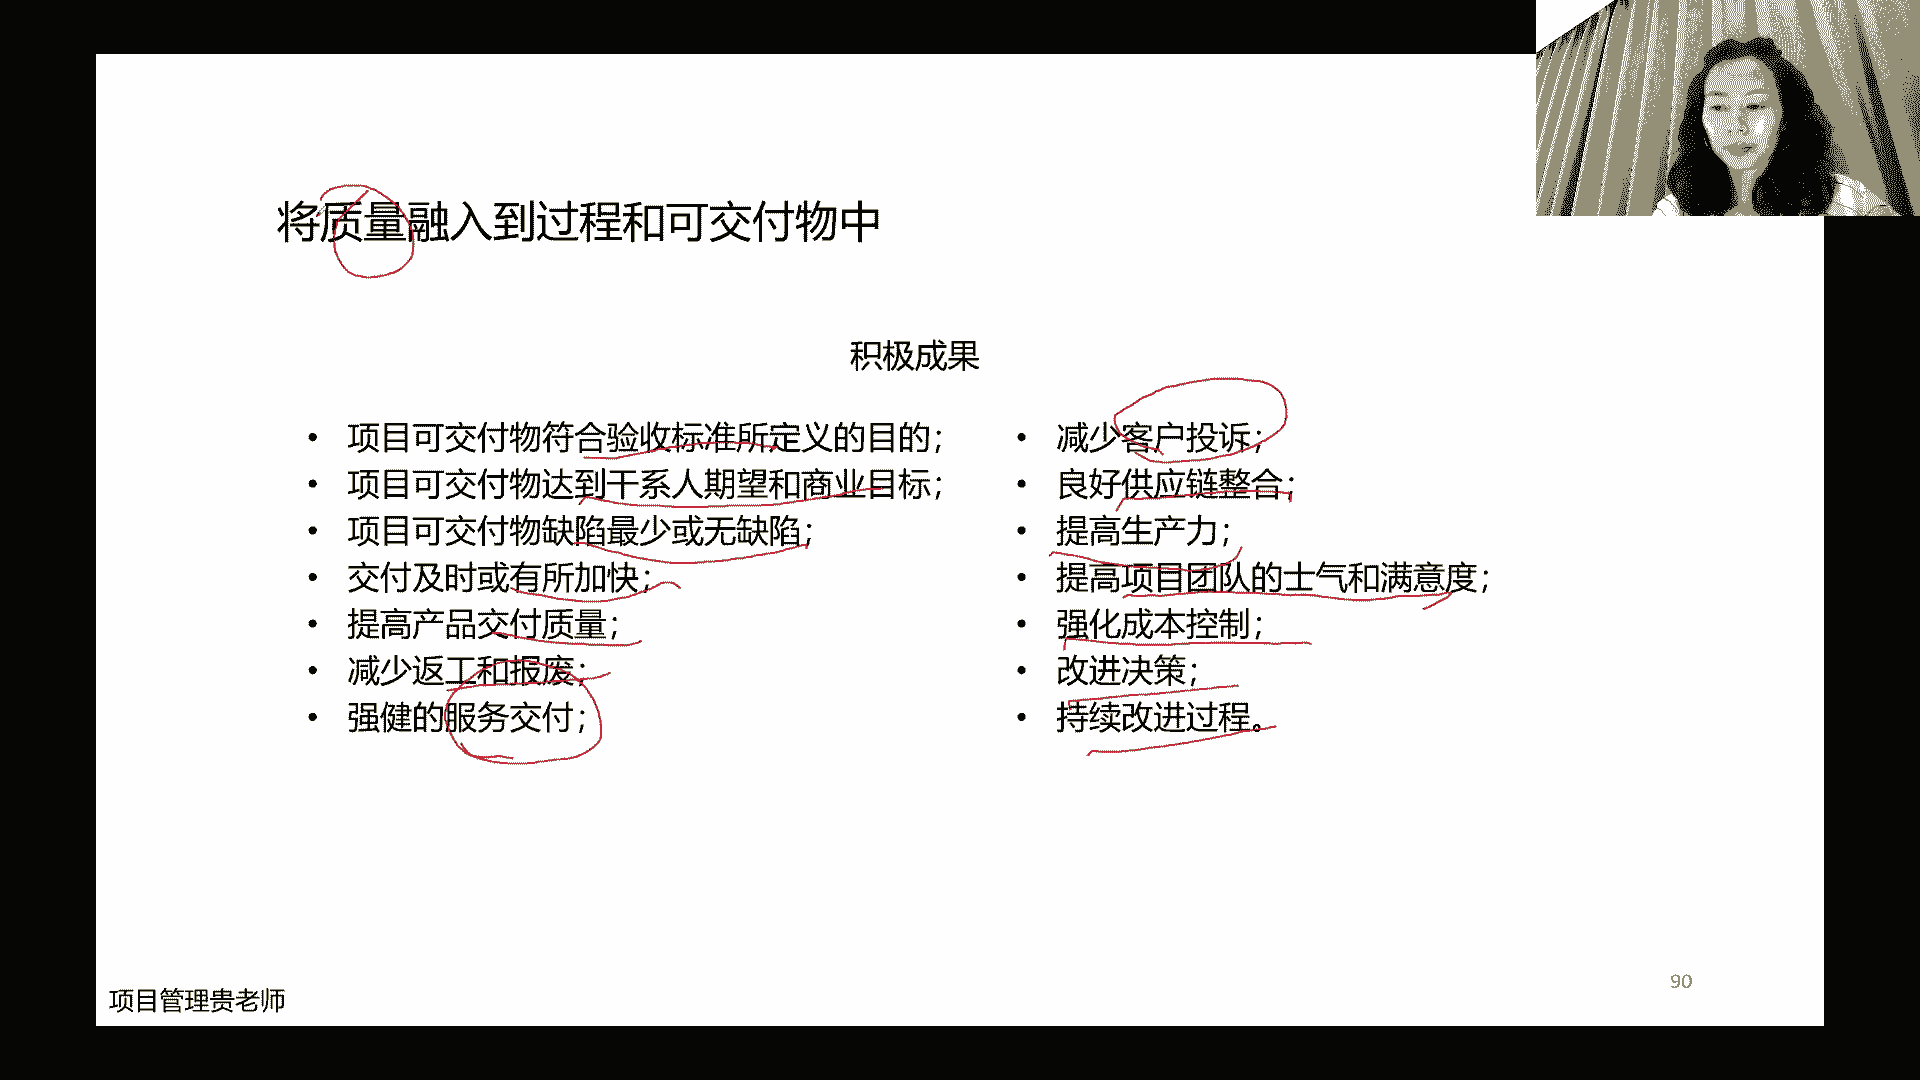 将质量融入到过程和可交付物中
积极成果
• 项目可交付物符合验收标准所定义的目的；
• 项目可交付物达到干系人期望和商业目标；
• 项目可交付物缺陷最少或无缺陷；
• 交付及时或有所加快；
• 提高产品交付质量；
• 减少返工和报废；
• 强健的服务交付；
• 减少客户投诉；
• 良好供应链整合；
• 提高生产力；
• 提高项目团队的士气和满意度；
• 强化成本控制；
• 改进决策；
• 持续改进过程。
项目管理贵老师
90